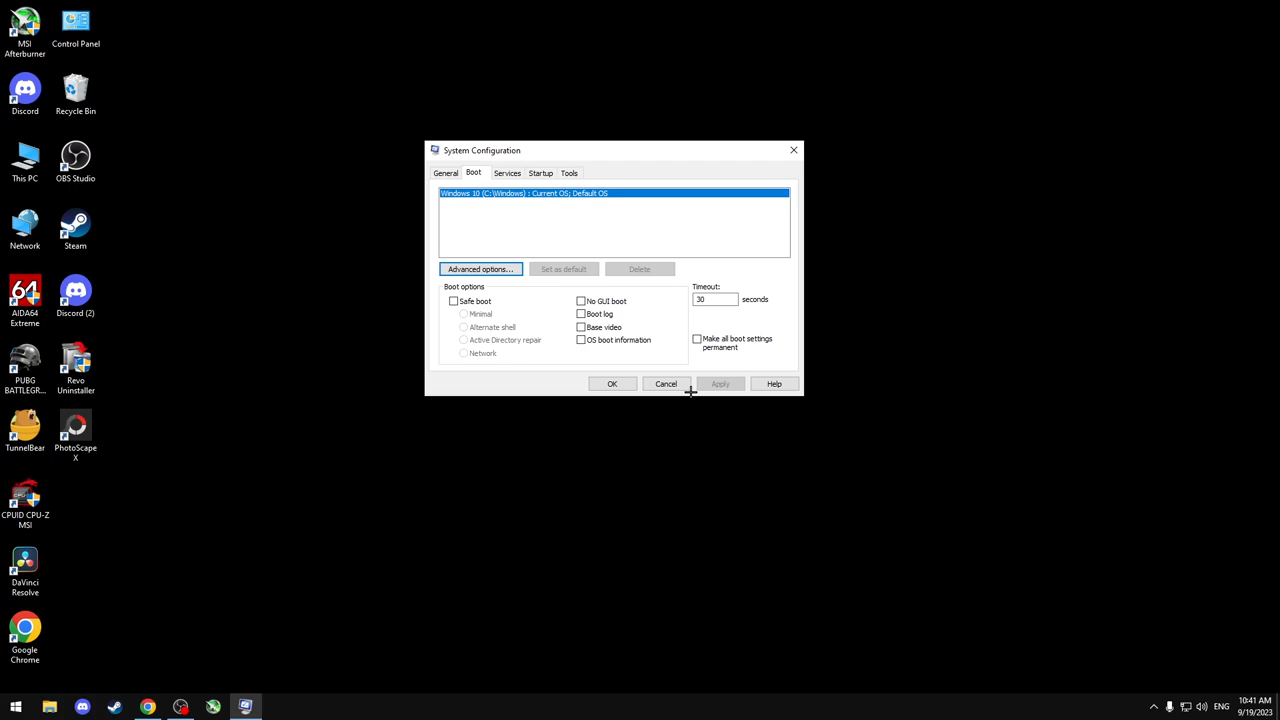 MSI
Afterburner
Control Panel
Discord
Recycle Bin
This PC
OBS Studio
Network
Steam
64
AIDA64
Extreme
Discord (2)
PUBG
BATTLEGR...
Revo
Uninstaller
TunnelBear
PhotoScape
X
CPUID CPU-Z
MSI
DaVinci
Resolve
Google
Chrome
System Configuration
General Boot Services Startup Tools
Windows 10 (C:\Windows) : Current OS; Default OS
Advanced options... Set as default Delete
Boot options
Timeout:
Safe boot
No GUI boot
30 seconds
Minimal
Boot log
Alternate shell
Base video
Active Directory repair
OS boot information
Make all boot settings
permanent
Network
OK Cancel Apply Help
ENG
10:41 AM
9/19/2023